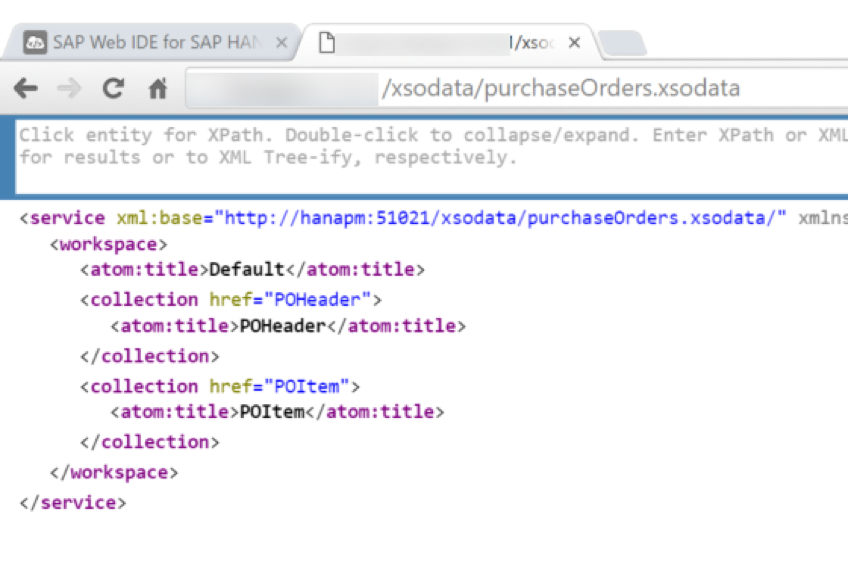 SAP Web IDE for SAP HAN
/xsoc
/xsodata/purchaseOrders.xsodata
Click entity for XPath. Double-click to collapse/expand. Enter XPath or XML
for results or to XML Tree-ify, respectively.
<service xml:base="http://hanapm:51021/xsodata/purchaseOrders.xsodata/" xmlns
<workspace>
<atom:title>Default</atom:title>
<collection href="POHeader">
<atom:title>POHeader</atom:title>
</collection>
<collection href="POItem">
<atom:title>POItem</atom:title>
</collection>
</workspace>
</service>